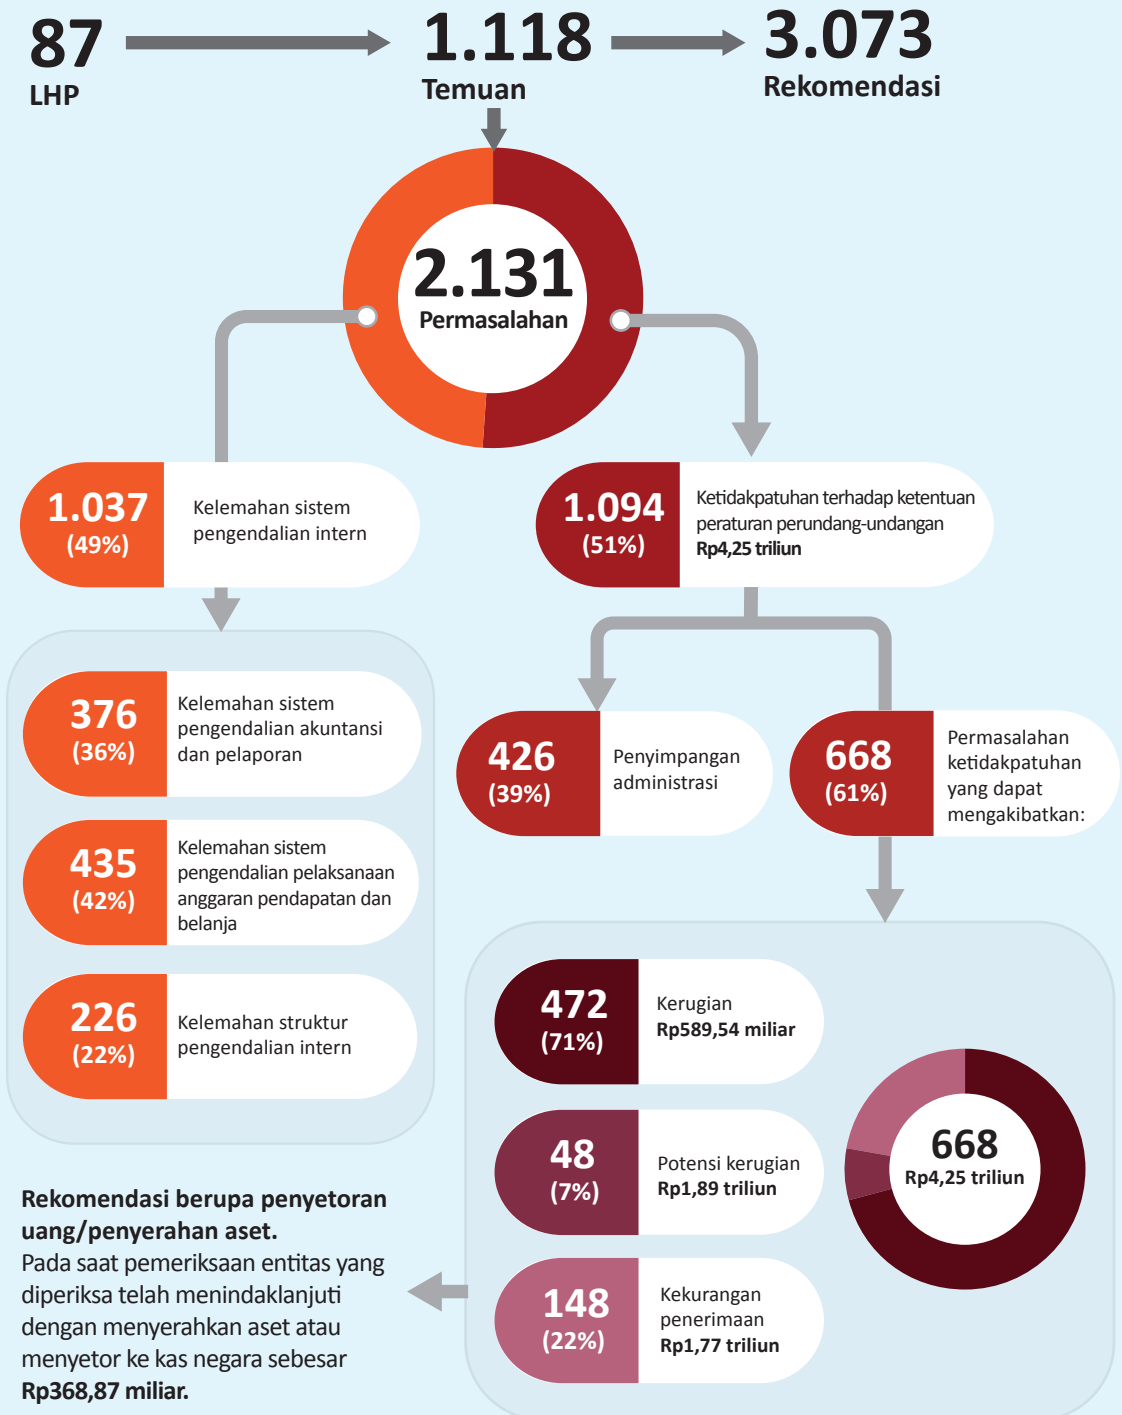 87
LHP
1.118
Temuan
3.073
Rekomendasi
2.131
Permasalahan
1.037
(49%)
Kelemahan sistem
pengendalian intern
1.094
(51%)
Ketidakpatuhan terhadap ketentuan
peraturan perundang-undangan
Rp4,25 triliun
376
(36%)
Kelemahan sistem
pengendalian akuntansi
dan pelaporan
435
(42%)
Kelemahan sistem
pengendalian pelaksanaan
anggaran pendapatan dan
belanja
226
(22%)
Kelemahan struktur
pengendalian intern
426
(39%)
Penyimpangan
administrasi
668
(61%)
Permasalahan
ketidakpatuhan
yang dapat
mengakibatkan:
472
(71%)
Kerugian
Rp589,54 miliar
48
(7%)
Potensi kerugian
Rp1,89 triliun
148
(22%)
Kekurangan
penerimaan
Rp1,77 triliun
668
Rp4,25 triliun
Rekomendasi berupa penyetoran
uang/penyerahan aset.
Pada saat pemeriksaan entitas yang
diperiksa telah menindaklanjuti
dengan menyerahkan aset atau
menyetor ke kas negara sebesar
Rp368,87 miliar.